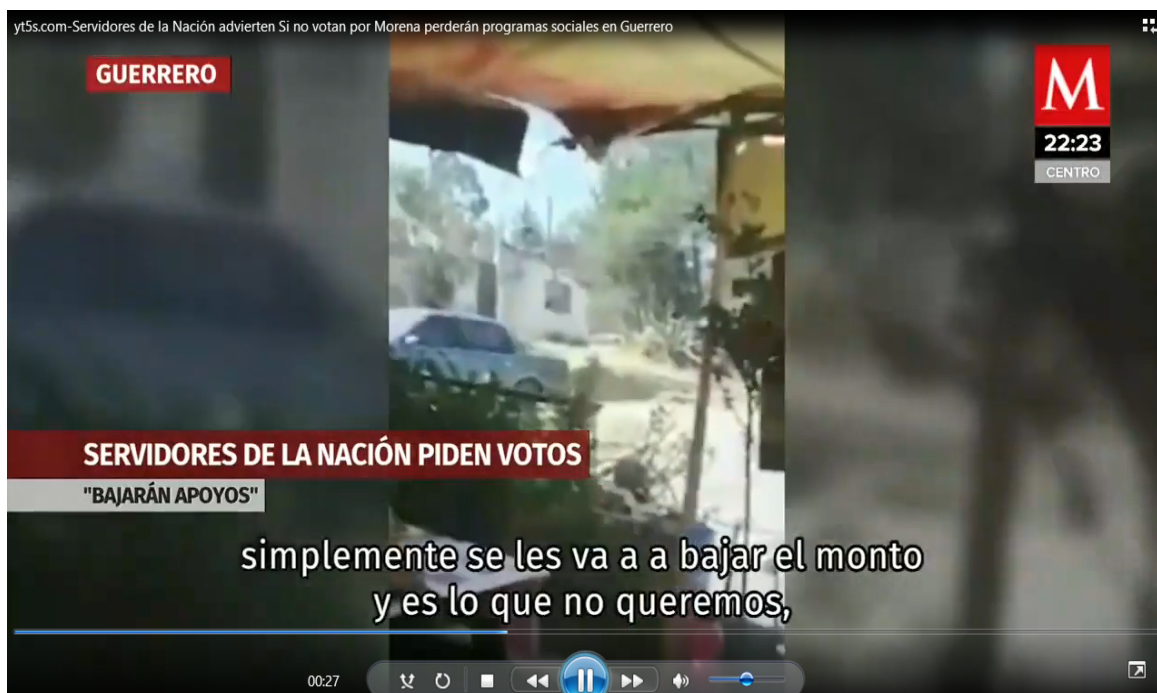 yt5s.com-Servidores de la Nación advierten Si no votan por Morena perderán programas sociales en Guerrero
GUERRERO
M
22:23
CENTRO
SERVIDORES DE LA NACIÓN PIDEN VOTOS
"BAJARÁN APOYOS"
simplemente se les va a a bajar el monto
y es lo que no queremos,
00:27